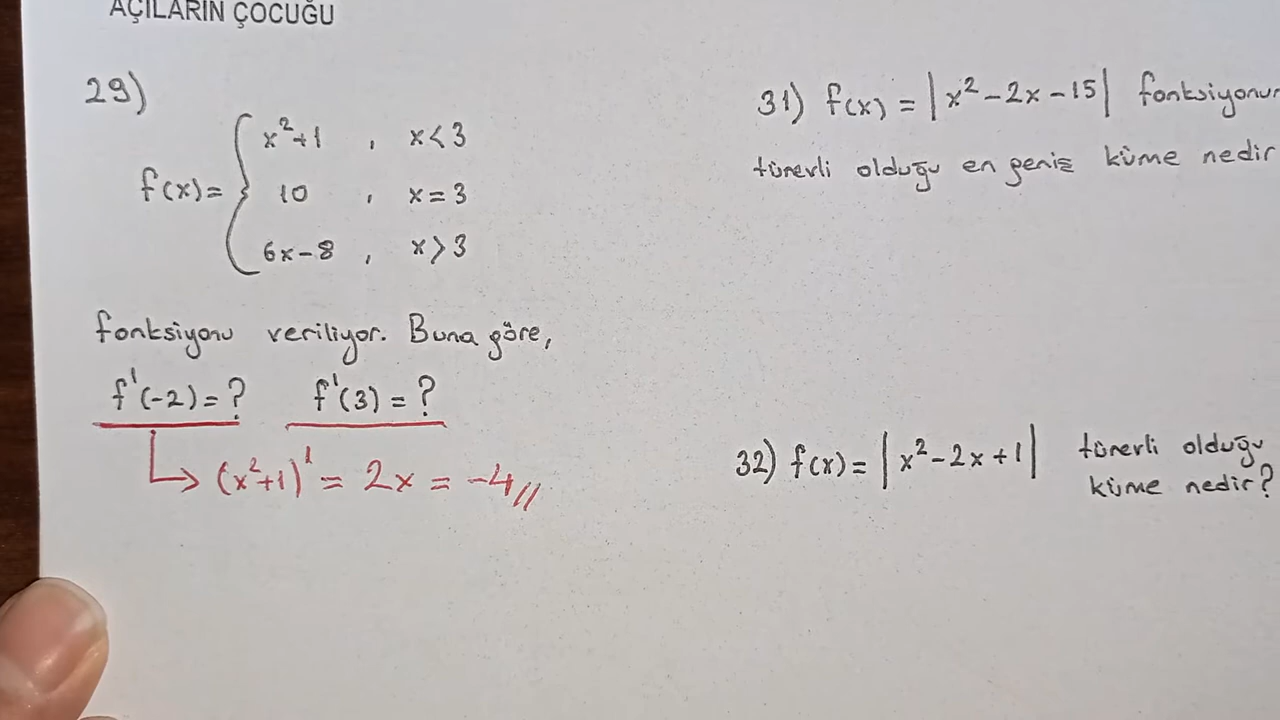 AÇILARIN ÇOCUĞU
29)
f(x) = { x²+1 , x<3
10 , x=3
6x-8 , x>3
fonksiyonu veriliyor. Buna göre,
f'(-2)=? f'(3)=?
↳ (x²+1)' = 2x = -4//
31) f(x) = |x²-2x-15|
türevli olduğu en geniş küme nedir
32) f(x) = |x²-2x+1| türevli olduğu
küme nedir?